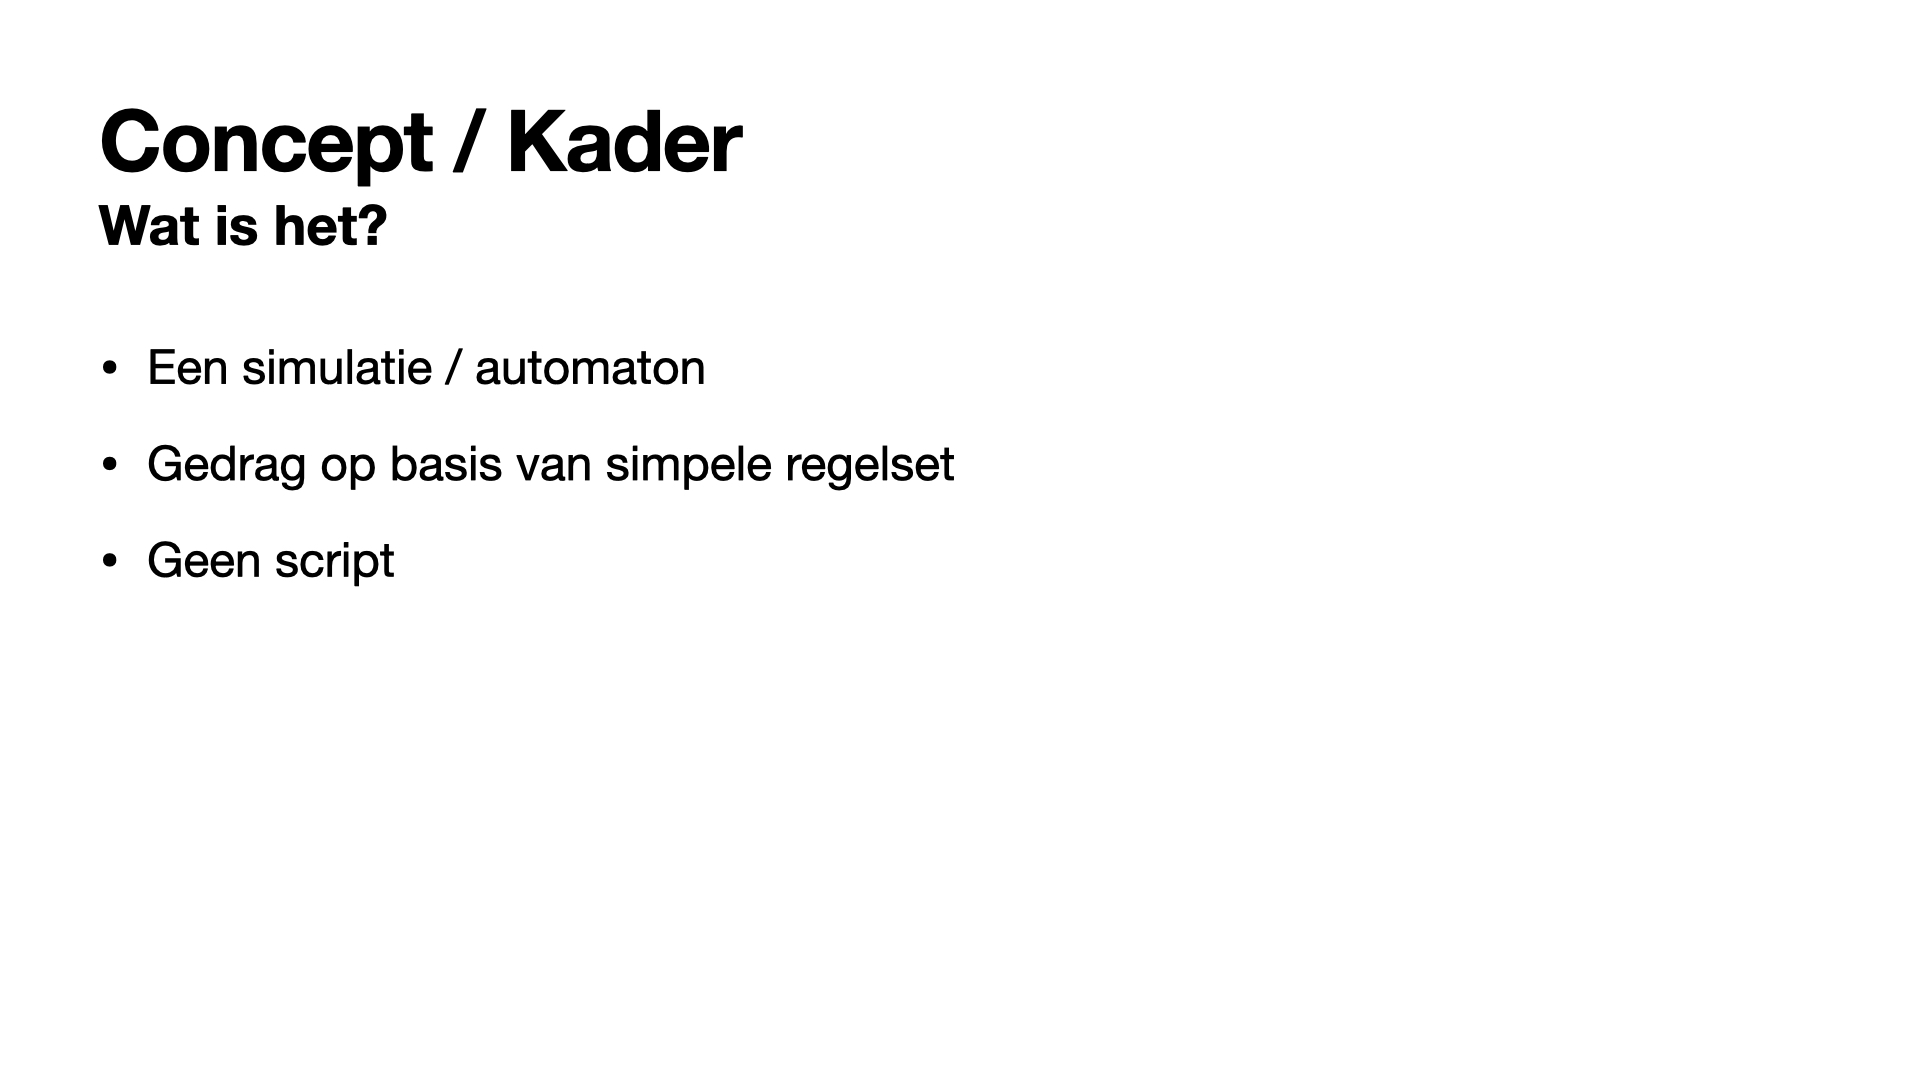 Concept / Kader
Wat is het?
• Een simulatie / automaton
• Gedrag op basis van simpele regelset
• Geen script